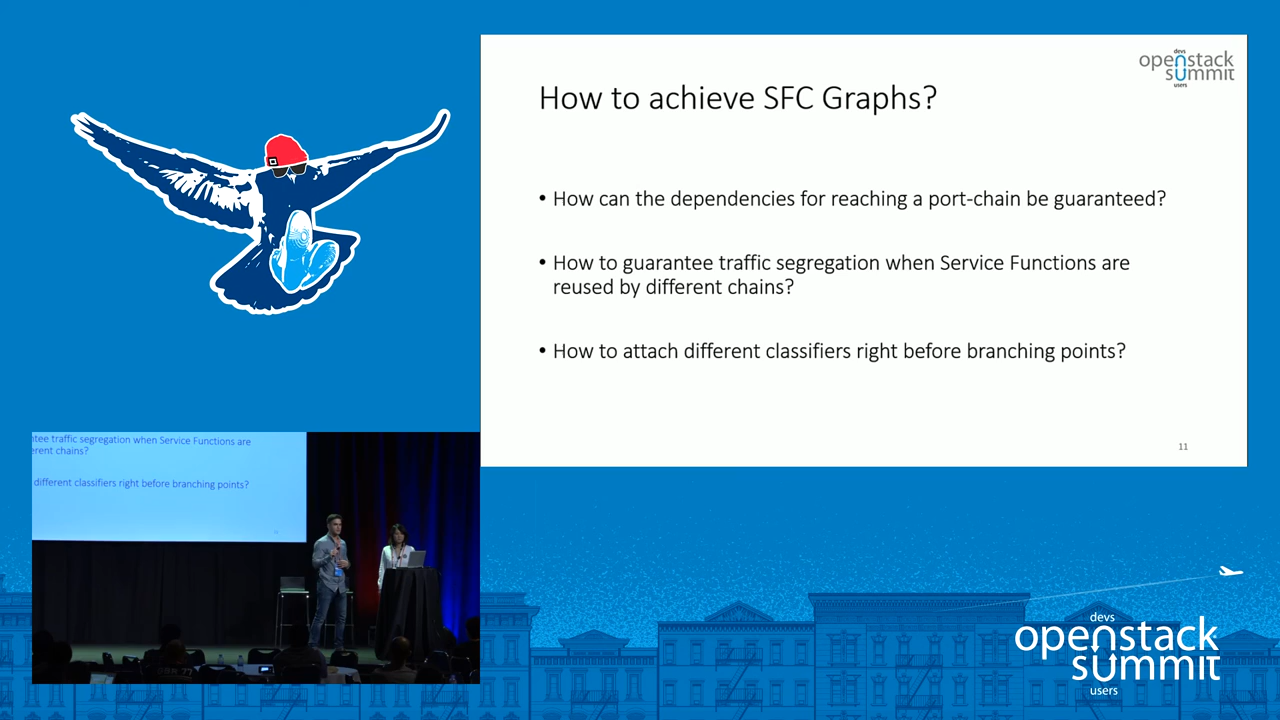 devs
openstack
summit
users
How to achieve SFC Graphs?
• How can the dependencies for reaching a port-chain be guaranteed?
• How to guarantee traffic segregation when Service Functions are
reused by different chains?
• How to attach different classifiers right before branching points?
11
ntee traffic segregation when Service Functions are
erent chains?
different classifiers right before branching points?
devs
openstack
summit
users